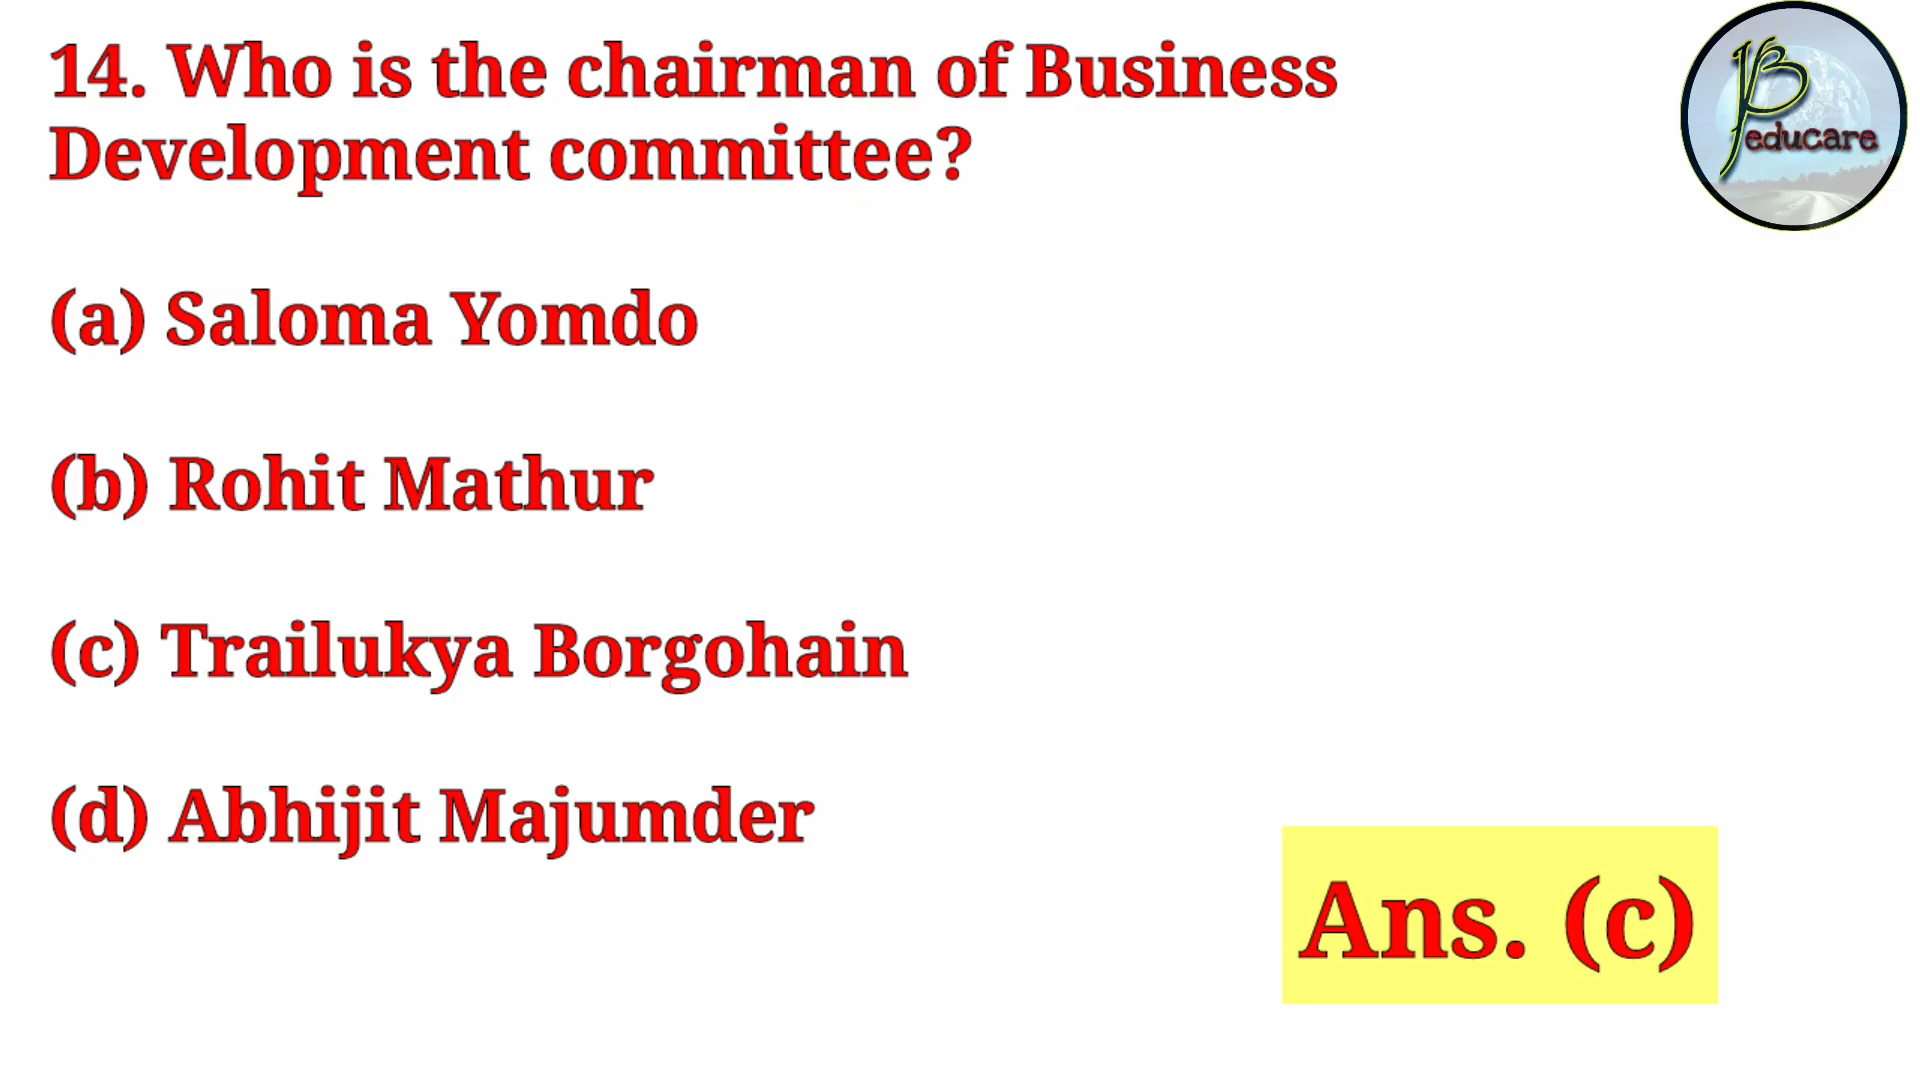 14. Who is the chairman of Business
Development committee?
(a) Saloma Yomdo
(b) Rohit Mathur
(c) Trailukya Borgohain
(d) Abhijit Majumder
Ans. (c)
educare